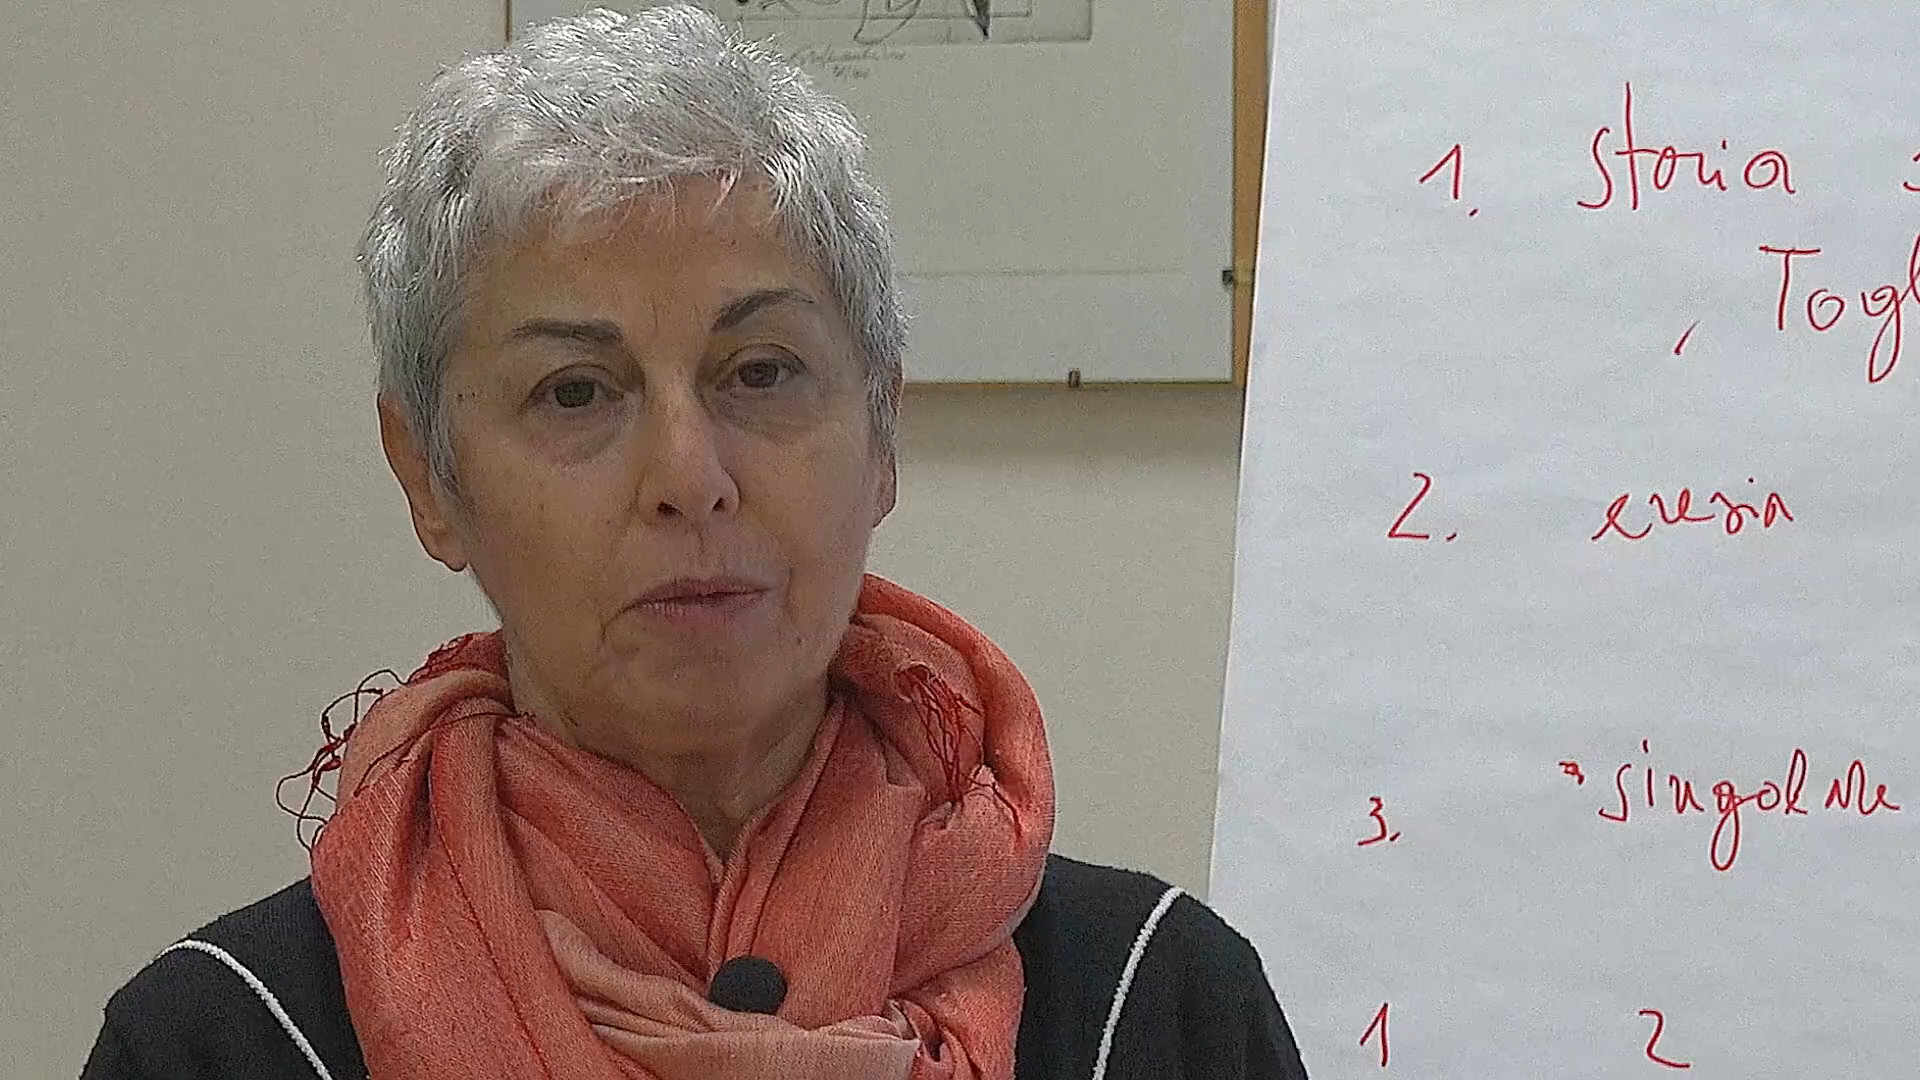 1. storia
Togl
2. eresia
3. "singolare
1 2